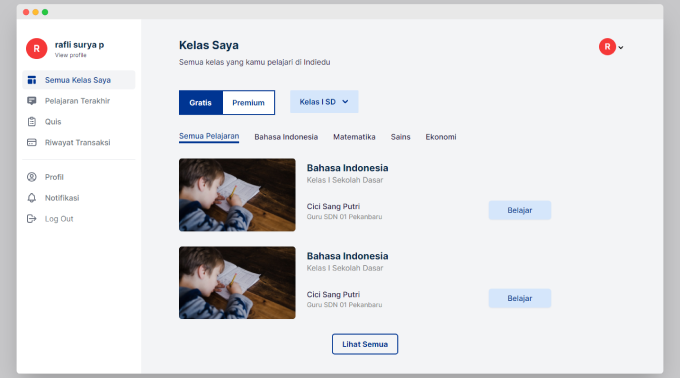 R
rafli surya p
View profile
Semua Kelas Saya
Pelajaran Terakhir
Quis
Riwayat Transaksi
Profil
Notifikasi
Log Out
Kelas Saya
Semua kelas yang kamu pelajari di Indiedu
R
Gratis
Premium
Kelas I SD
Semua Pelajaran
Bahasa Indonesia
Matematika
Sains
Ekonomi
Bahasa Indonesia
Kelas I Sekolah Dasar
Cici Sang Putri
Guru SDN 01 Pekanbaru
Belajar
Bahasa Indonesia
Kelas I Sekolah Dasar
Cici Sang Putri
Guru SDN 01 Pekanbaru
Belajar
Lihat Semua